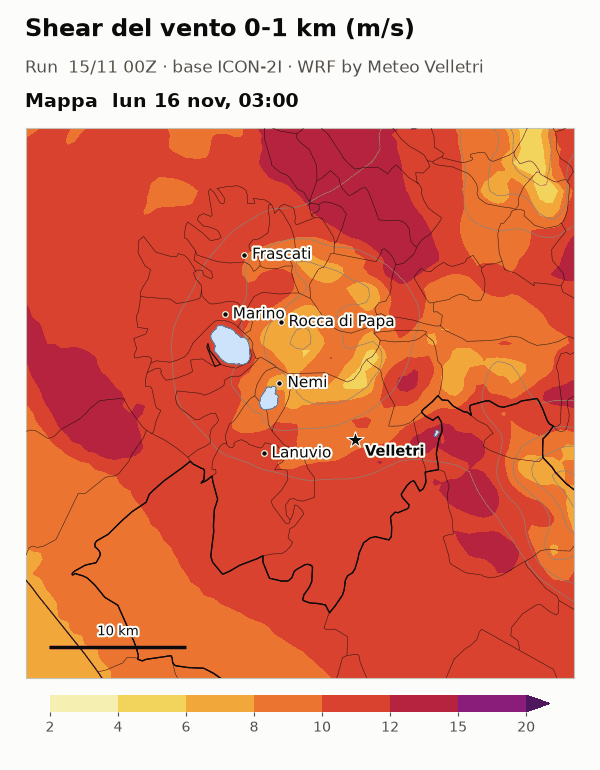 Shear del vento 0-1 km (m/s)
Run  15/11 00Z · base ICON-2I · WRF by Meteo Velletri
Mappa  lun 16 nov, 03:00
Frascati
Marino
Rocca di Papa
Nemi
Velletri
Lanuvio
10 km
2 4 6 8 10 12 15 20